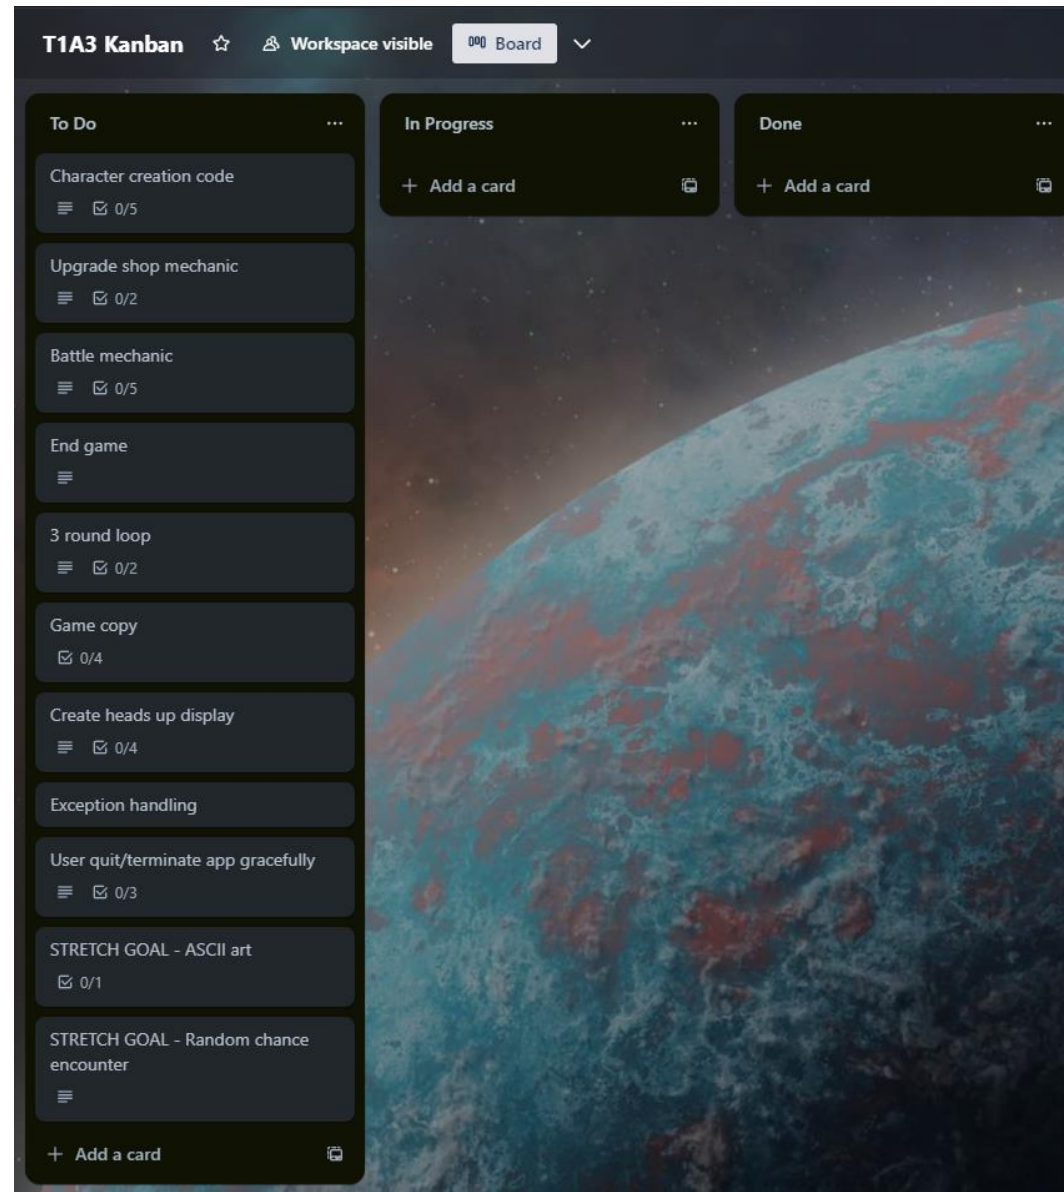 T1A3 Kanban Workspace visible Board
To Do
Character creation code
0/5
Upgrade shop mechanic
0/2
Battle mechanic
0/5
End game
3 round loop
0/2
Game copy
0/4
Create heads up display
0/4
Exception handling
User quit/terminate app gracefully
0/3
STRETCH GOAL - ASCII art
0/1
STRETCH GOAL - Random chance
encounter
+ Add a card
In Progress
+ Add a card
Done
+ Add a card